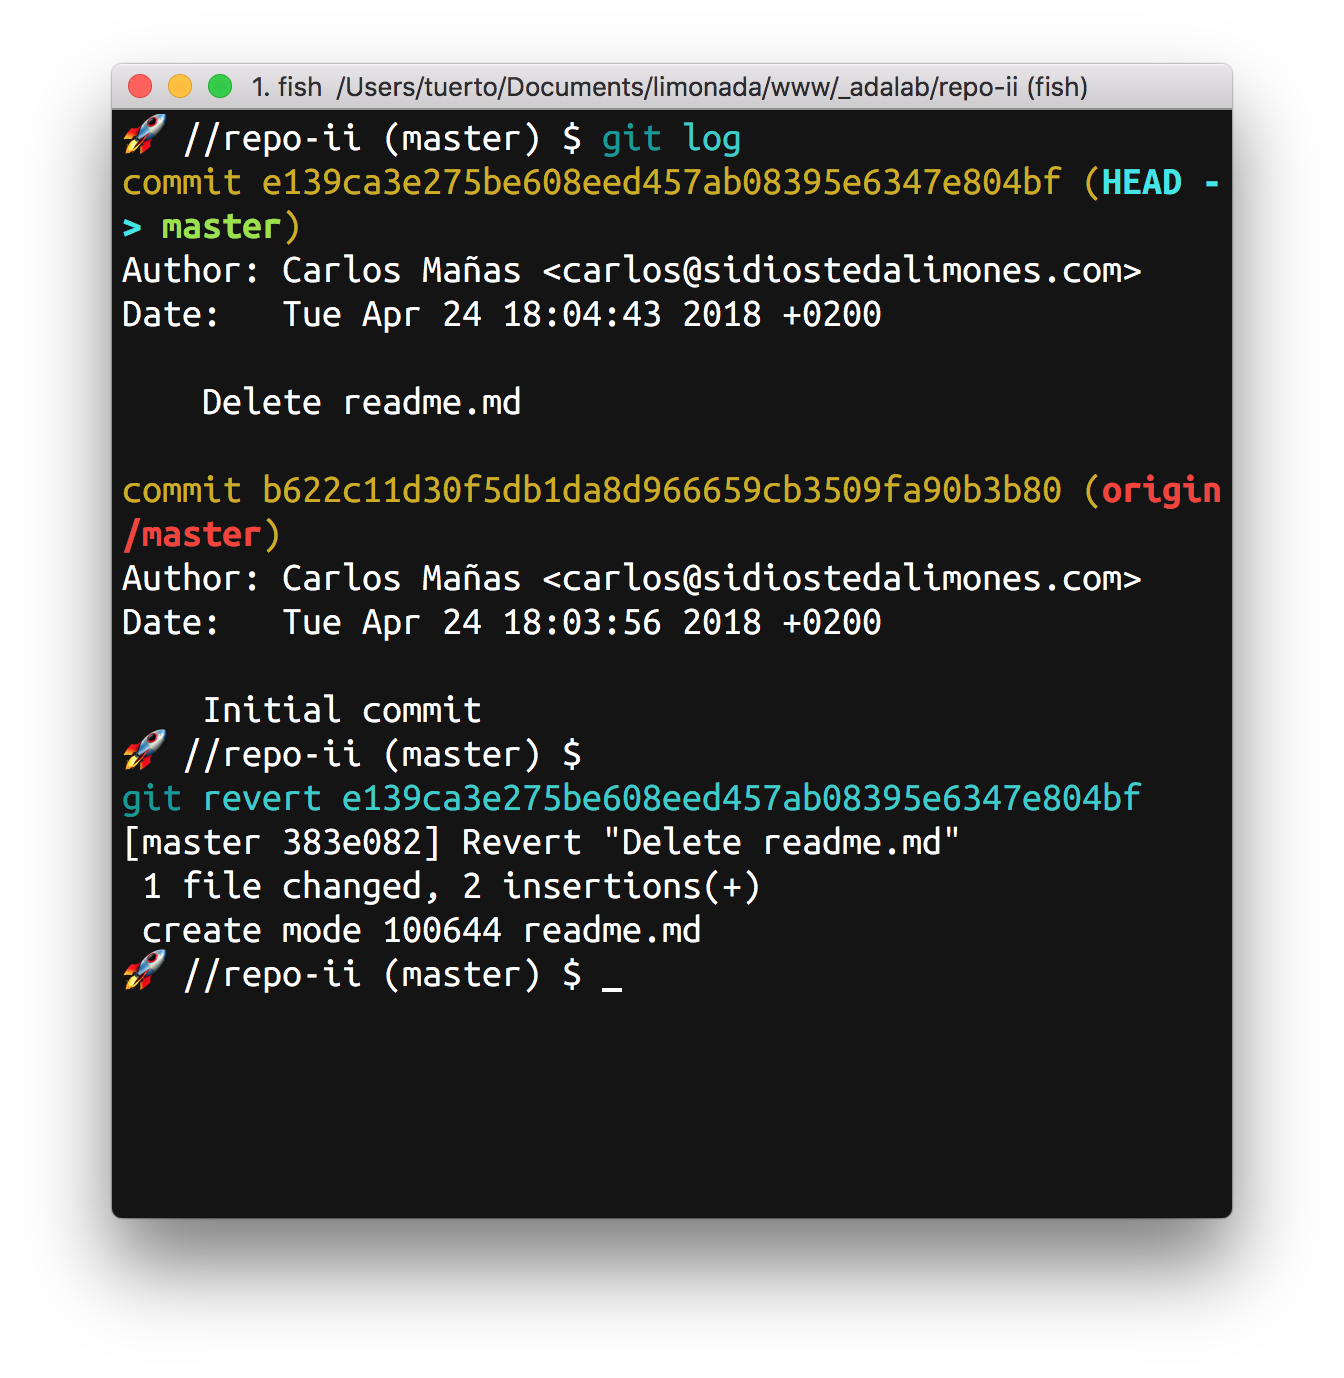 1. fish /Users/tuerto/Documents/limonada/www/_adalab/repo-ii (fish)
🚀 //repo-ii (master) $ git log
commit e139ca3e275be608eed457ab08395e6347e804bf (HEAD -
> master)
Author: Carlos Mañas <carlos@sidiostedalimones.com>
Date:   Tue Apr 24 18:04:43 2018 +0200
    Delete readme.md
commit b622c11d30f5db1da8d966659cb3509fa90b3b80 (origin
/master)
Author: Carlos Mañas <carlos@sidiostedalimones.com>
Date:   Tue Apr 24 18:03:56 2018 +0200
    Initial commit
🚀 //repo-ii (master) $
git revert e139ca3e275be608eed457ab08395e6347e804bf
[master 383e082] Revert "Delete readme.md"
 1 file changed, 2 insertions(+)
 create mode 100644 readme.md
🚀 //repo-ii (master) $ _